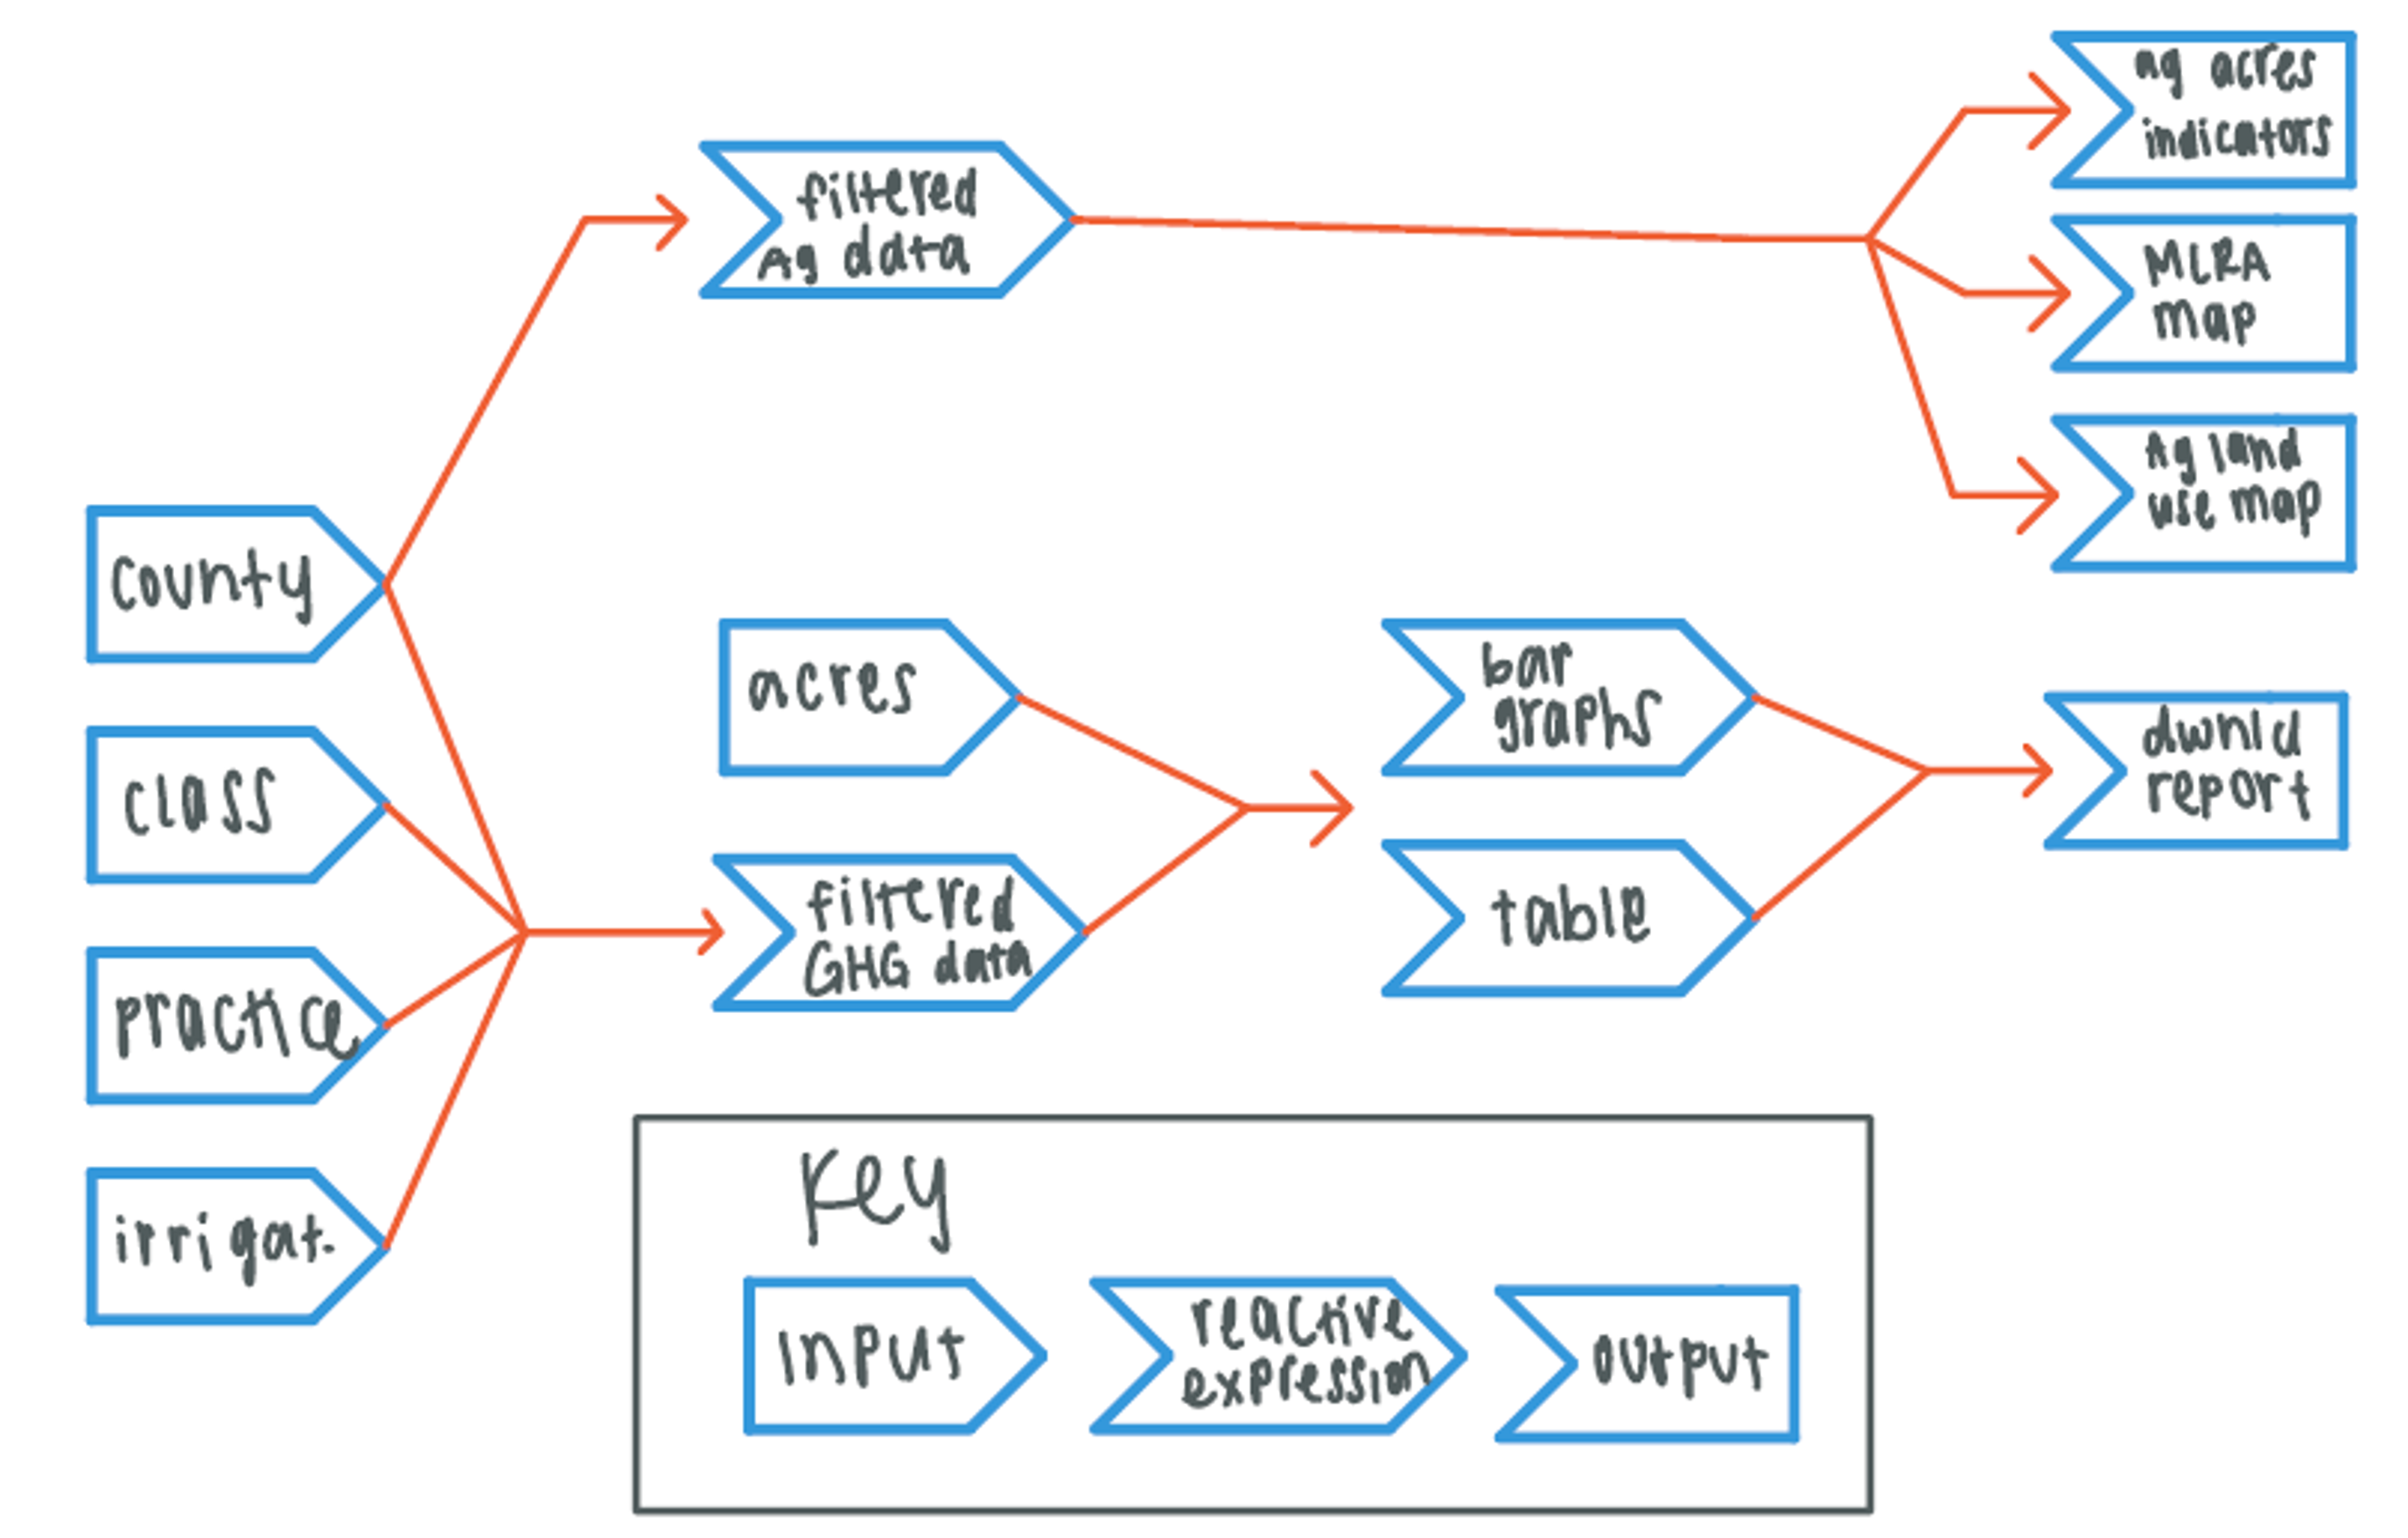 ag acres
indicators
filtered
Ag data
MLRA
map
Ag land
use map
county
acres
bar
graphs
dwnld
report
class
filtered
GHG data
table
practice
irrigat.
Key
input
reactive
expression
output